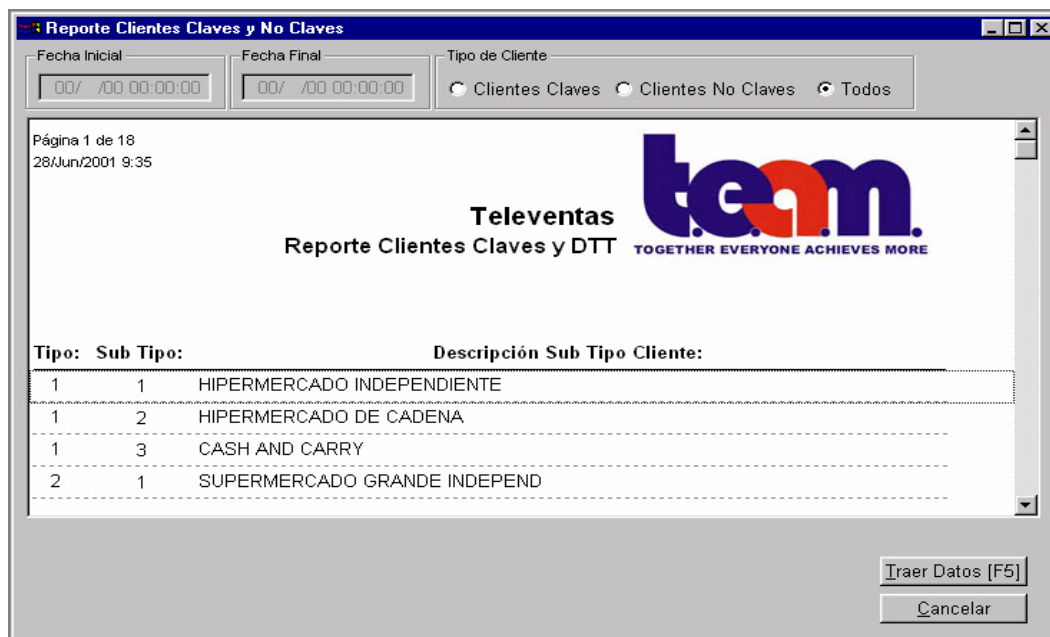 Reporte Clientes Claves y No Claves
Fecha Inicial Fecha Final Tipo de Cliente
00/ /00 00:00:00 00/ /00 00:00:00 Clientes Claves Clientes No Claves Todos
Página 1 de 18
28/Jun/2001 9:35
t.e.a.m.
TOGETHER EVERYONE ACHIEVES MORE
Televentas
Reporte Clientes Claves y DTT
Tipo: Sub Tipo: Descripción Sub Tipo Cliente:
1 1 HIPERMERCADO INDEPENDIENTE
1 2 HIPERMERCADO DE CADENA
1 3 CASH AND CARRY
2 1 SUPERMERCADO GRANDE INDEPEND
Traer Datos [F5]
Cancelar